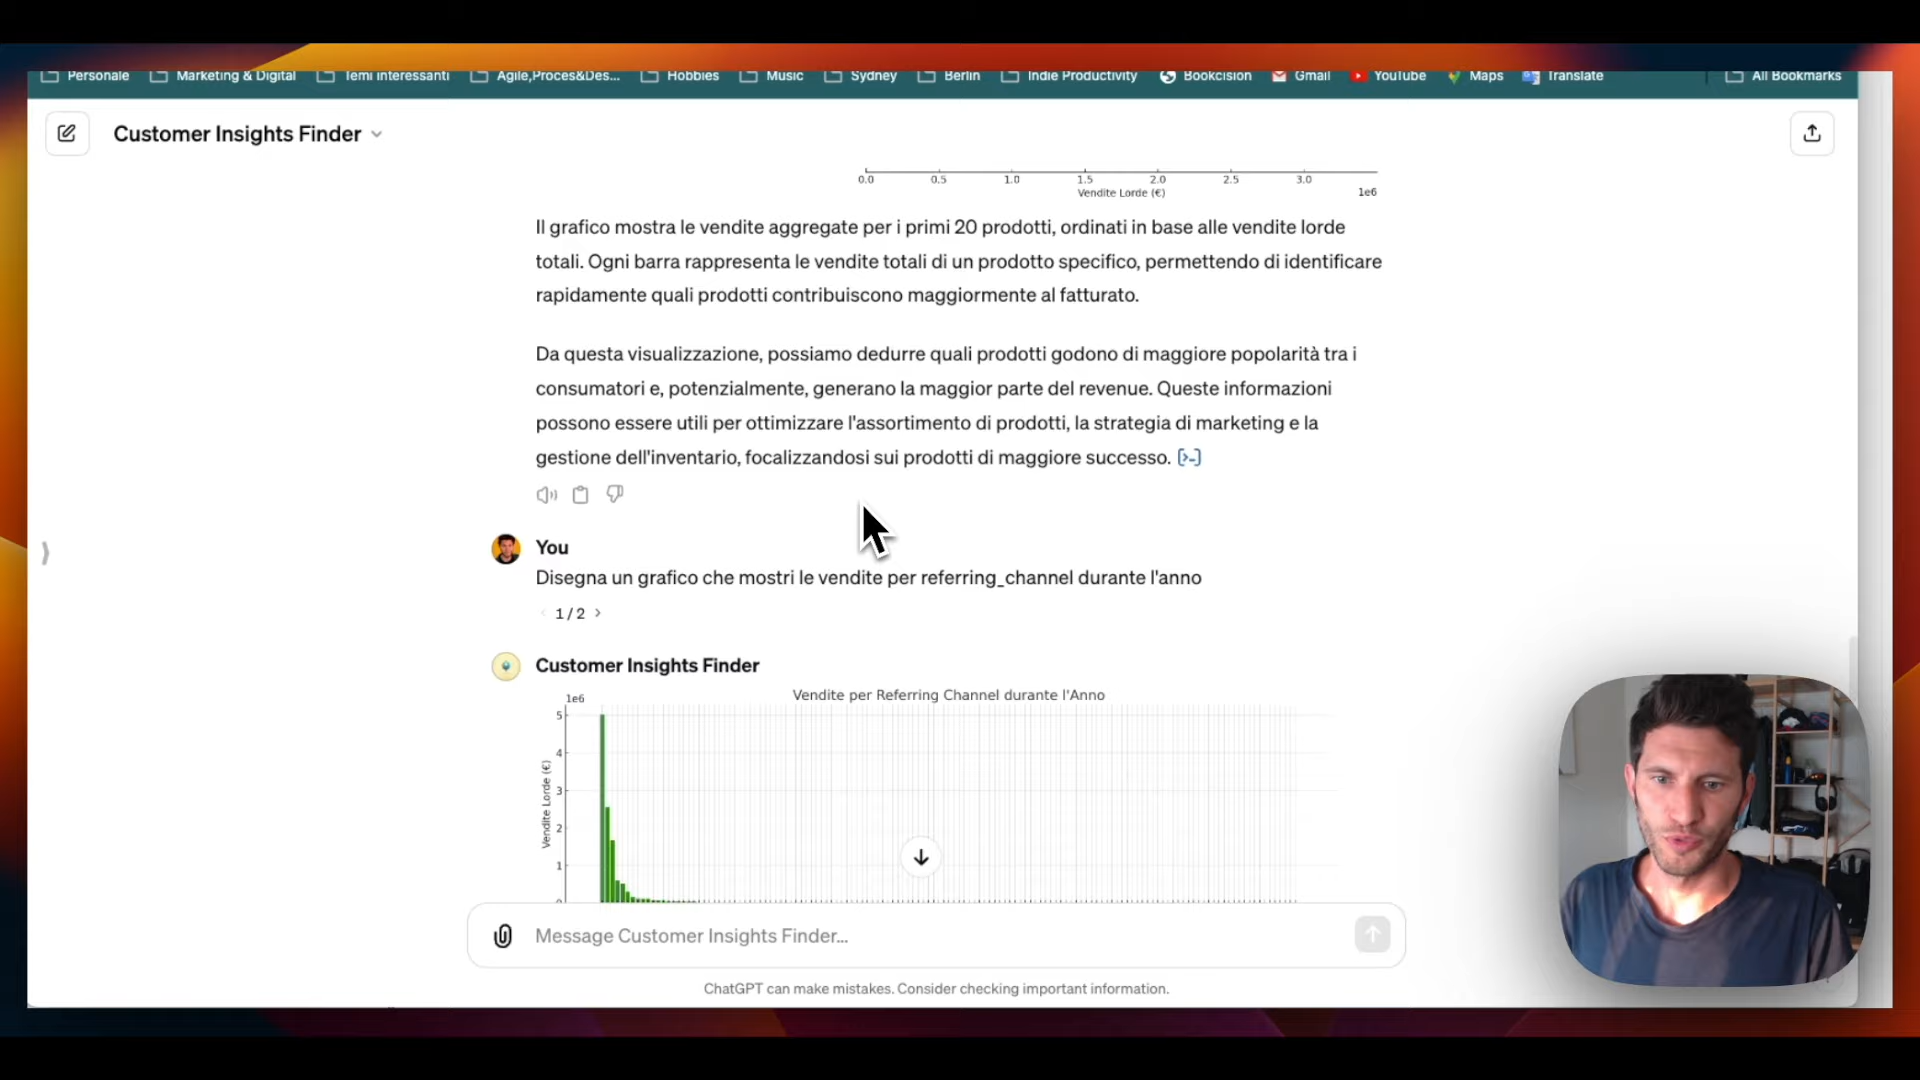 Personale Marketing & Digital Temi interessanti Agile,Proces&Des... Hobbies Music Sydney Berlin Indie Productivity Bookcision Gmail YouTube Maps Translate All Bookmarks
Customer Insights Finder
0.0 0.5 1.0 1.5 2.0 2.5 3.0
Vendite Lorde (€) 1e6
Il grafico mostra le vendite aggregate per i primi 20 prodotti, ordinati in base alle vendite lorde
totali. Ogni barra rappresenta le vendite totali di un prodotto specifico, permettendo di identificare
rapidamente quali prodotti contribuiscono maggiormente al fatturato.
Da questa visualizzazione, possiamo dedurre quali prodotti godono di maggiore popolarità tra i
consumatori e, potenzialmente, generano la maggior parte del revenue. Queste informazioni
possono essere utili per ottimizzare l'assortimento di prodotti, la strategia di marketing e la
gestione dell'inventario, focalizzandosi sui prodotti di maggiore successo. [>-]
You
Disegna un grafico che mostri le vendite per referring_channel durante l'anno
< 1/2 >
Customer Insights Finder
1e6 Vendite per Referring Channel durante l'Anno
5
4
3
2
1
0
Vendite Lorde (€)
Message Customer Insights Finder...
ChatGPT can make mistakes. Consider checking important information.